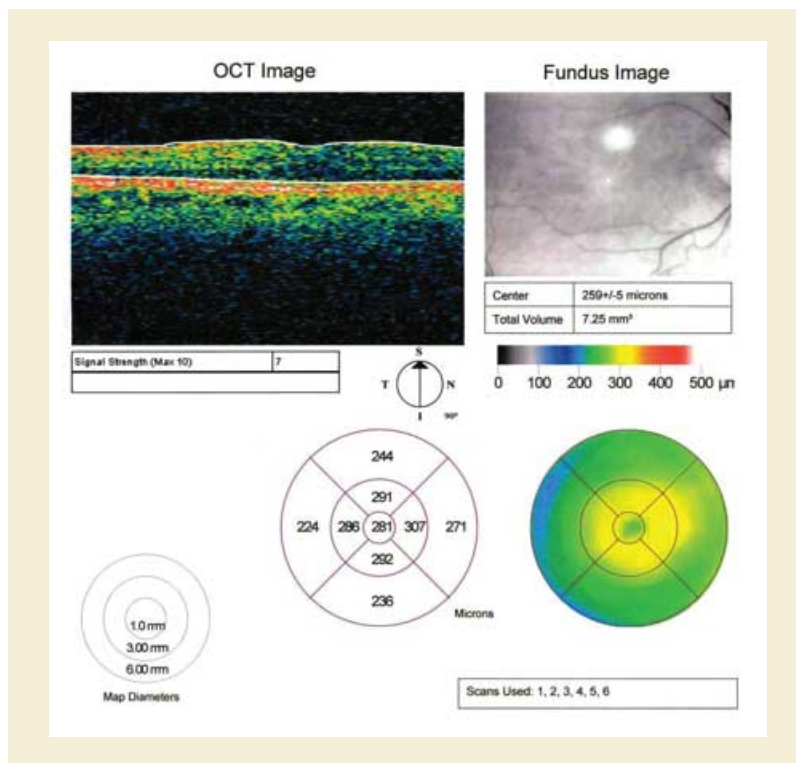 OCT Image
Fundus Image
Center 259+/-5 microns
Total Volume 7.25 mm³
Signal Strength (Max 10) 7
S
T N
I 90º
0 100 200 300 400 500 µm
244
291
224 286 281 307 271
292
236
Microns
1.0 mm
3.00 mm
6.00 mm
Map Diameters
Scans Used: 1, 2, 3, 4, 5, 6